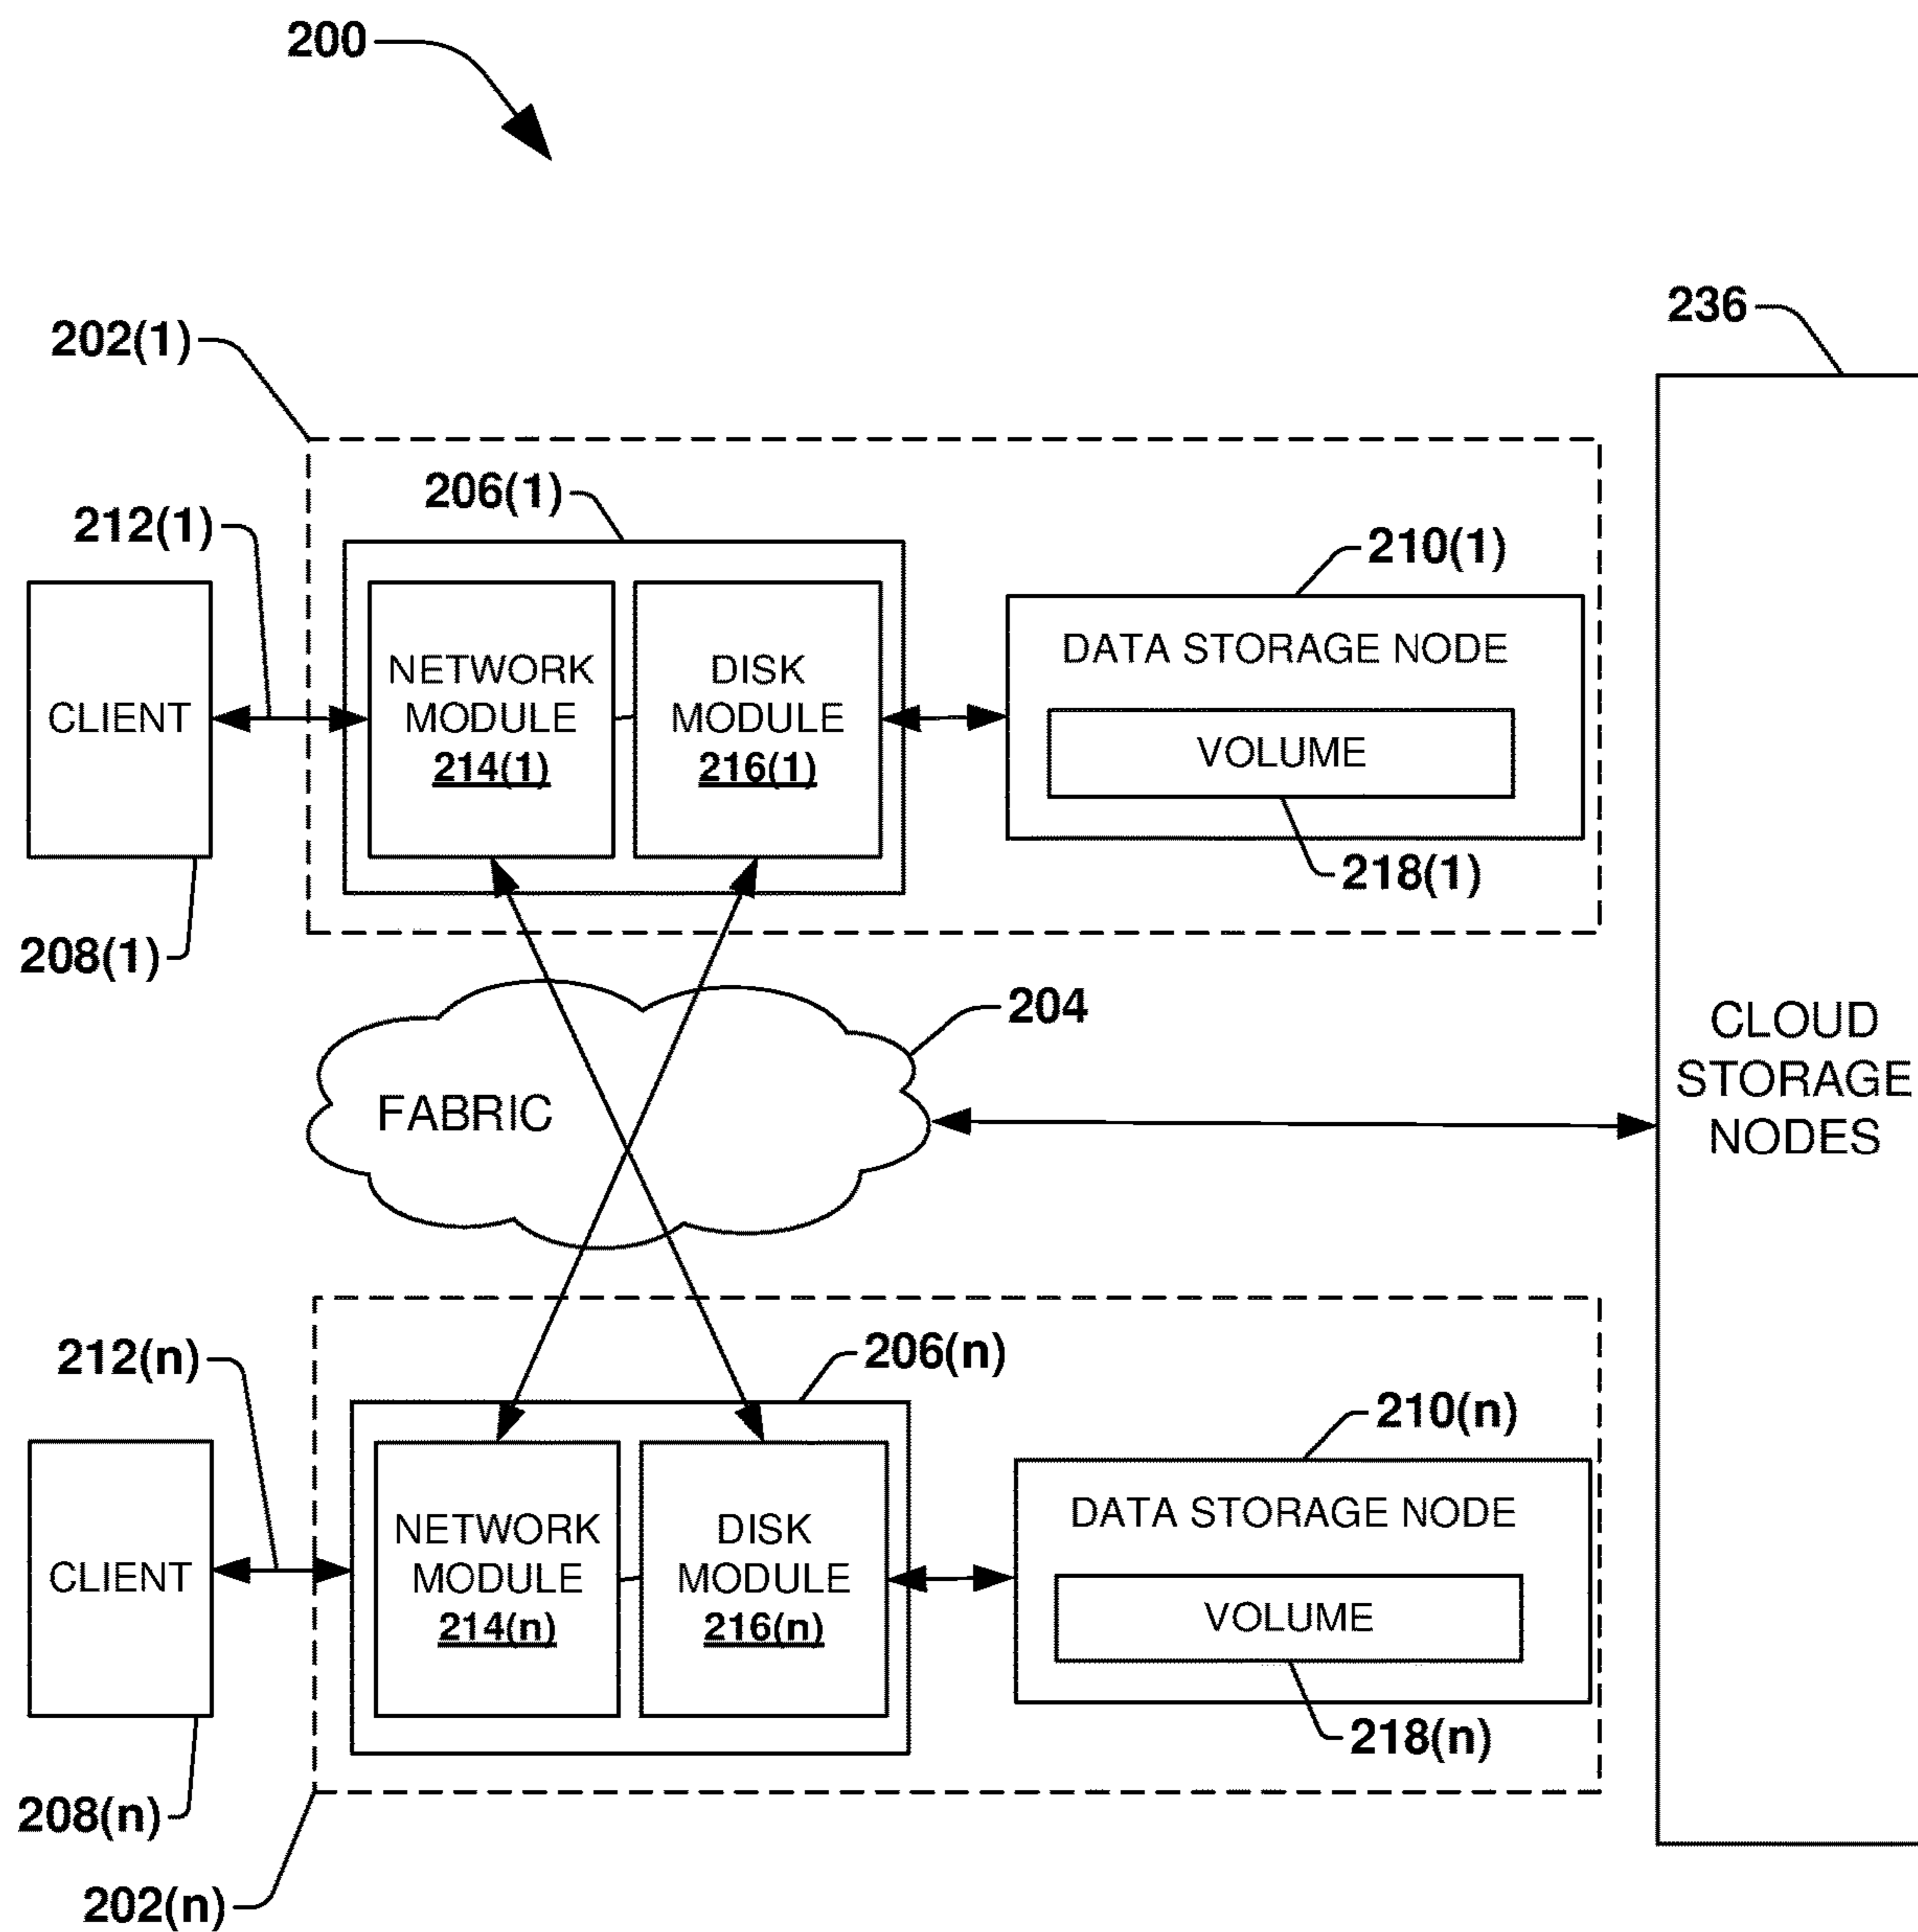 200
236
202(1)
206(1)
212(1)
210(1)
CLIENT
NETWORK
MODULE
214(1)
DISK
MODULE
216(1)
DATA STORAGE NODE
VOLUME
218(1)
208(1)
204
FABRIC
CLOUD
STORAGE
NODES
212(n)
206(n)
210(n)
CLIENT
NETWORK
MODULE
214(n)
DISK
MODULE
216(n)
DATA STORAGE NODE
VOLUME
218(n)
208(n)
202(n)